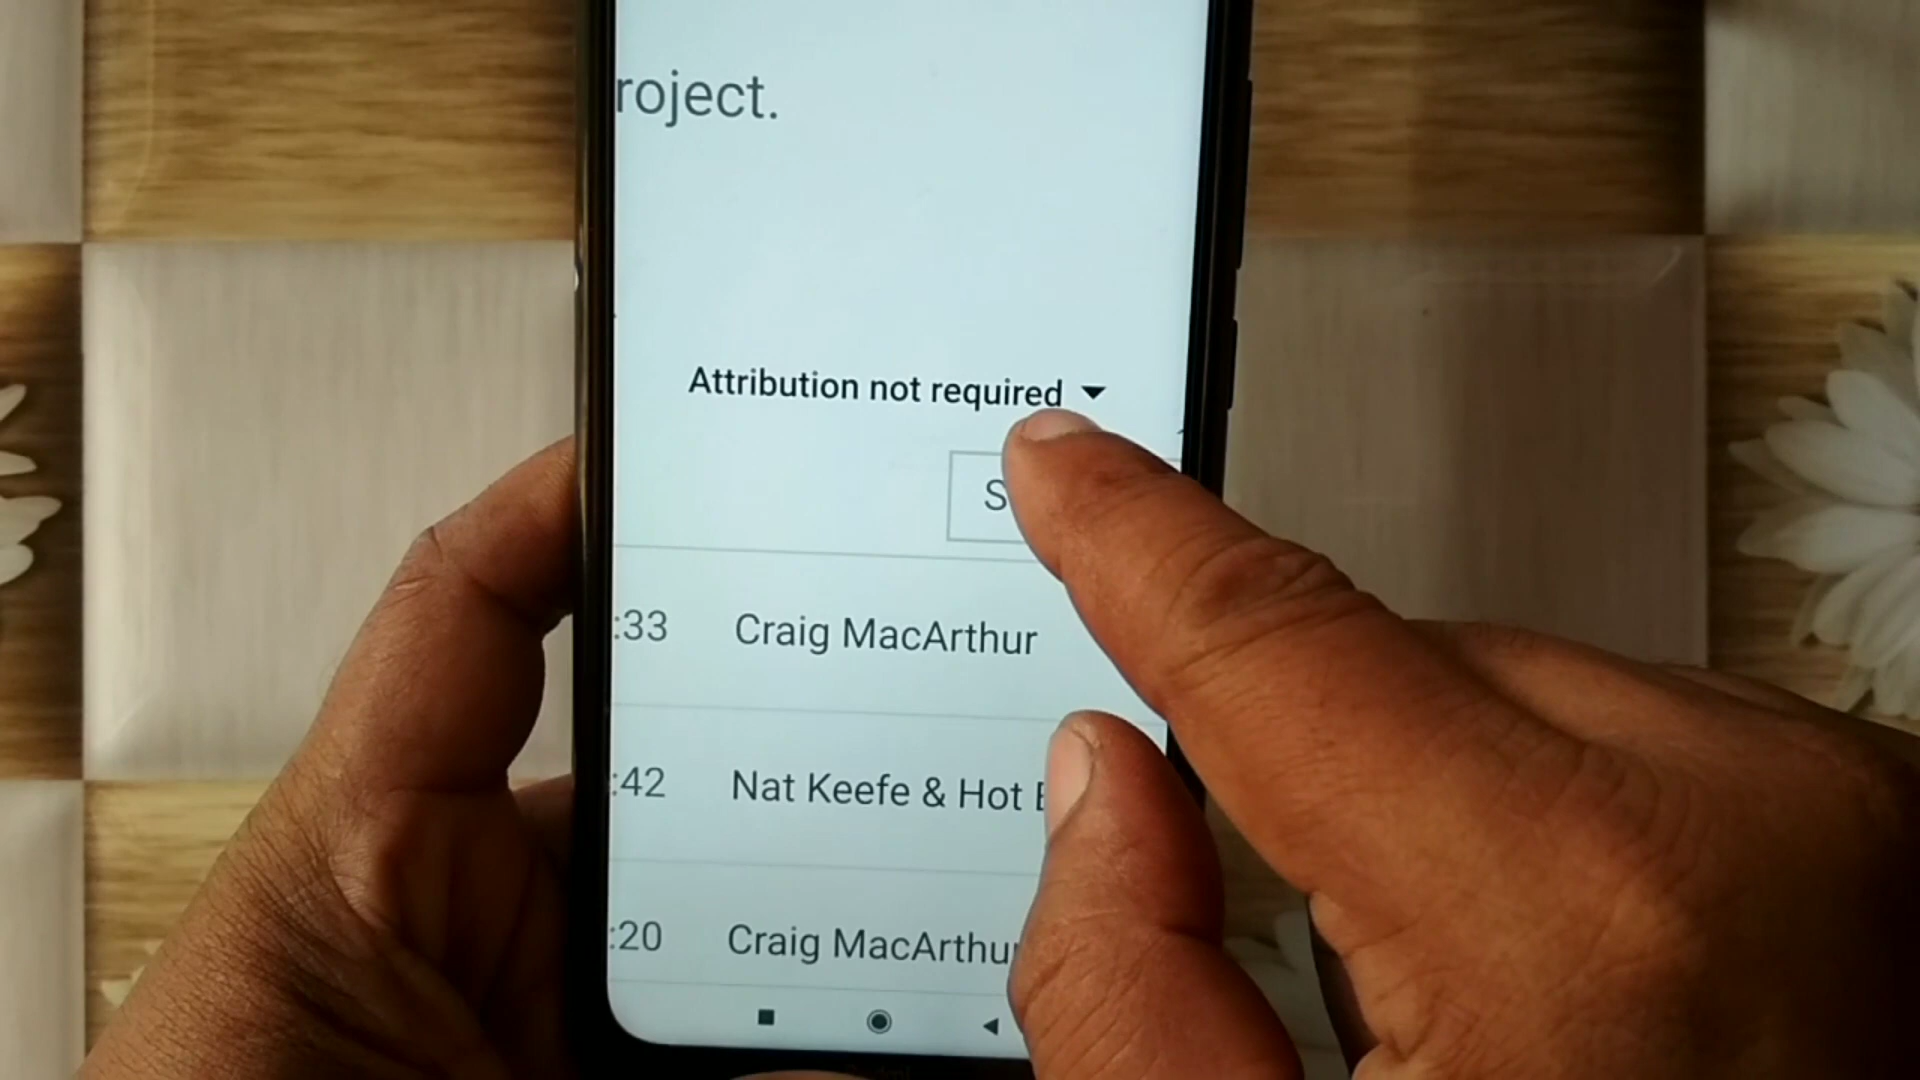 roject.
Attribution not required
S
:33 Craig MacArthur
:42 Nat Keefe & Hot
:20 Craig MacArthur